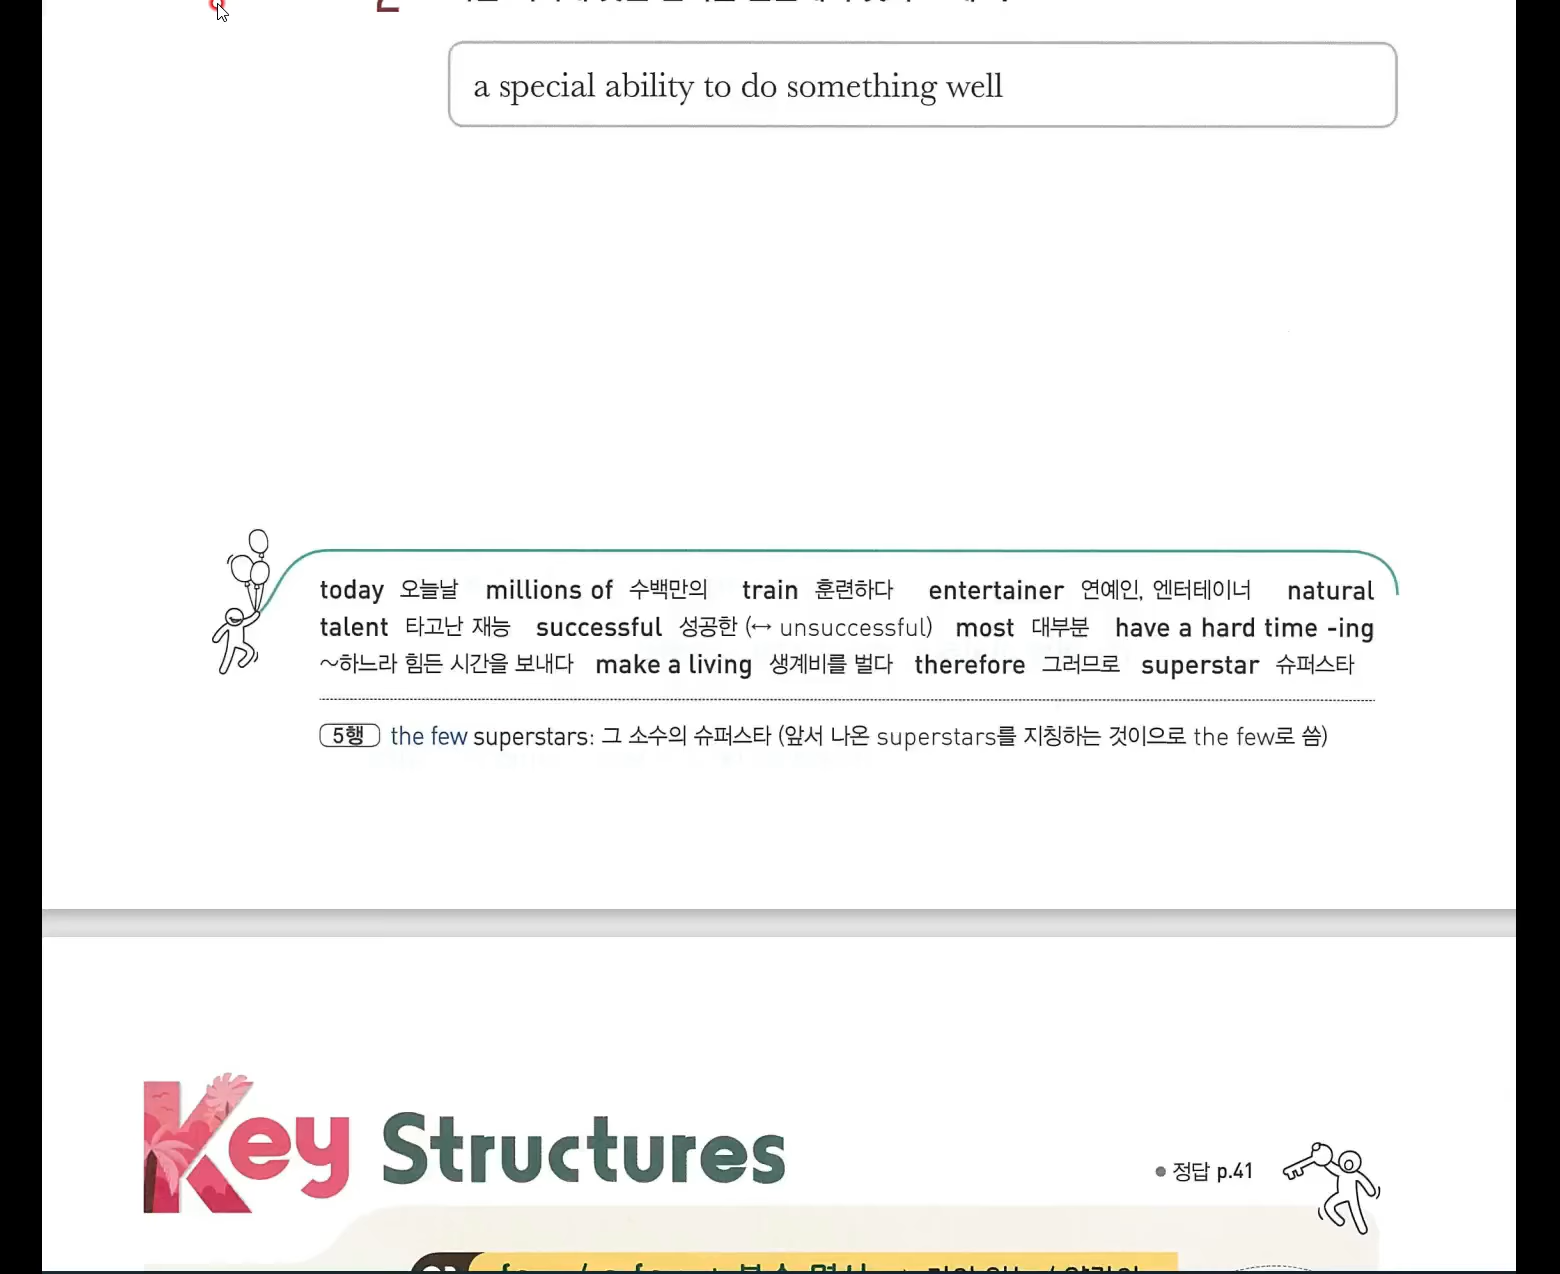 a special ability to do something well
today 오늘날 millions of 수백만의 train 훈련하다 entertainer 연예인, 엔터테이너 natural
talent 타고난 재능 successful 성공한 (↔ unsuccessful) most 대부분 have a hard time -ing
~하느라 힘든 시간을 보내다 make a living 생계비를 벌다 therefore 그러므로 superstar 슈퍼스타
5행 the few superstars: 그 소수의 슈퍼스타 (앞서 나온 superstars를 지칭하는 것이으로 the few로 씀)
Key Structures
● 정답 p.41